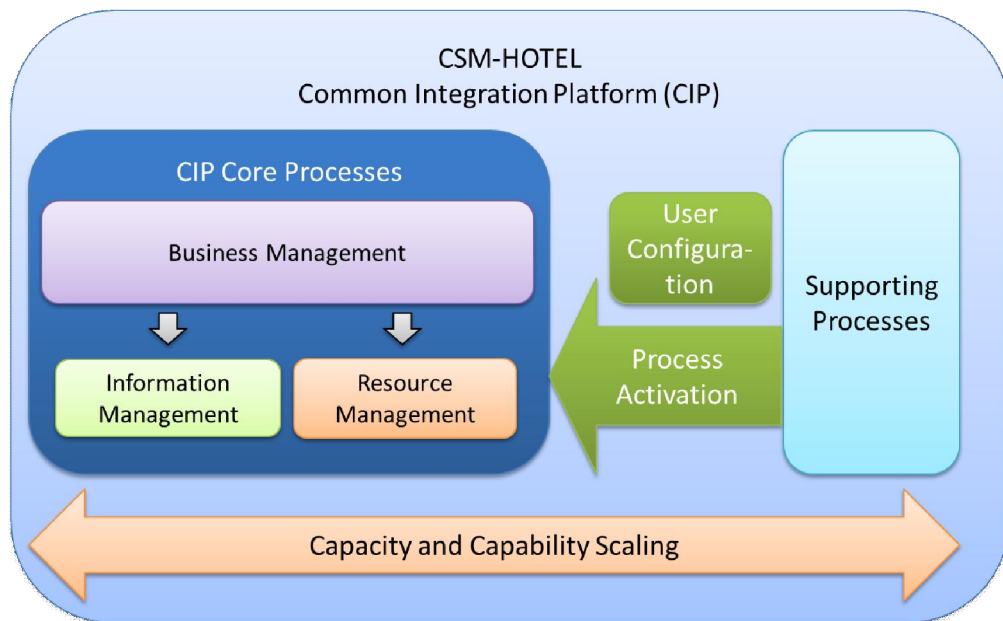 CSM-HOTEL
Common Integration Platform (CIP)
CIP Core Processes
Business Management
Information
Management
Resource
Management
User
Configura-
tion
Process
Activation
Supporting
Processes
Capacity and Capability Scaling